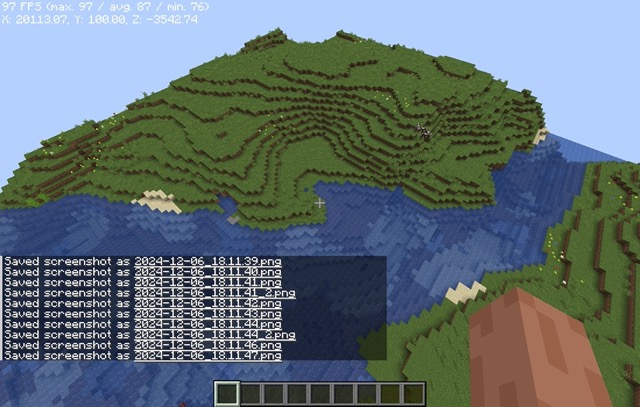 97 FPS (max. 97 / avg. 87 / min. 76)
X: 20113.07, Y: 100.00, Z: -3542.74
Saved screenshot as 2024-12-06_18.11.39.png
Saved screenshot as 2024-12-06_18.11.40.png
Saved screenshot as 2024-12-06_18.11.41.png
Saved screenshot as 2024-12-06_18.11.41_2.png
Saved screenshot as 2024-12-06_18.11.42.png
Saved screenshot as 2024-12-06_18.11.43.png
Saved screenshot as 2024-12-06_18.11.44.png
Saved screenshot as 2024-12-06_18.11.44_2.png
Saved screenshot as 2024-12-06_18.11.46.png
Saved screenshot as 2024-12-06_18.11.47.png